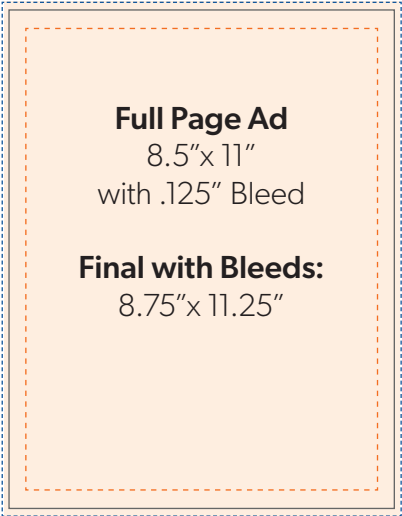 Full Page Ad
8.5”x 11”
with .125” Bleed
Final with Bleeds:
8.75”x 11.25”